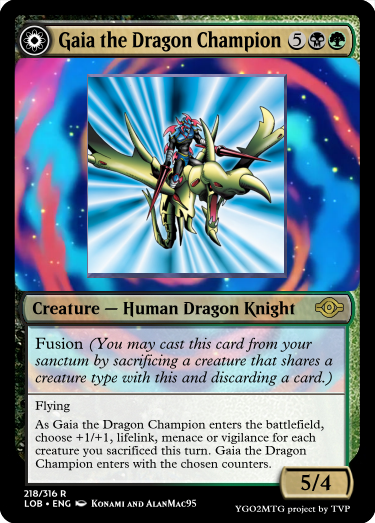 Gaia the Dragon Champion 5
Creature — Human Dragon Knight
Fusion (You may cast this card from your
sanctum by sacrificing a creature that shares a
creature type with this and discarding a card.)
Flying
As Gaia the Dragon Champion enters the battlefield,
choose +1/+1, lifelink, menace or vigilance for each
creature you sacrificed this turn. Gaia the Dragon
Champion enters with the chosen counters.
5/4
218/316 R
LOB • ENG Konami and AlanMac95
YGO2MTG project by TVP